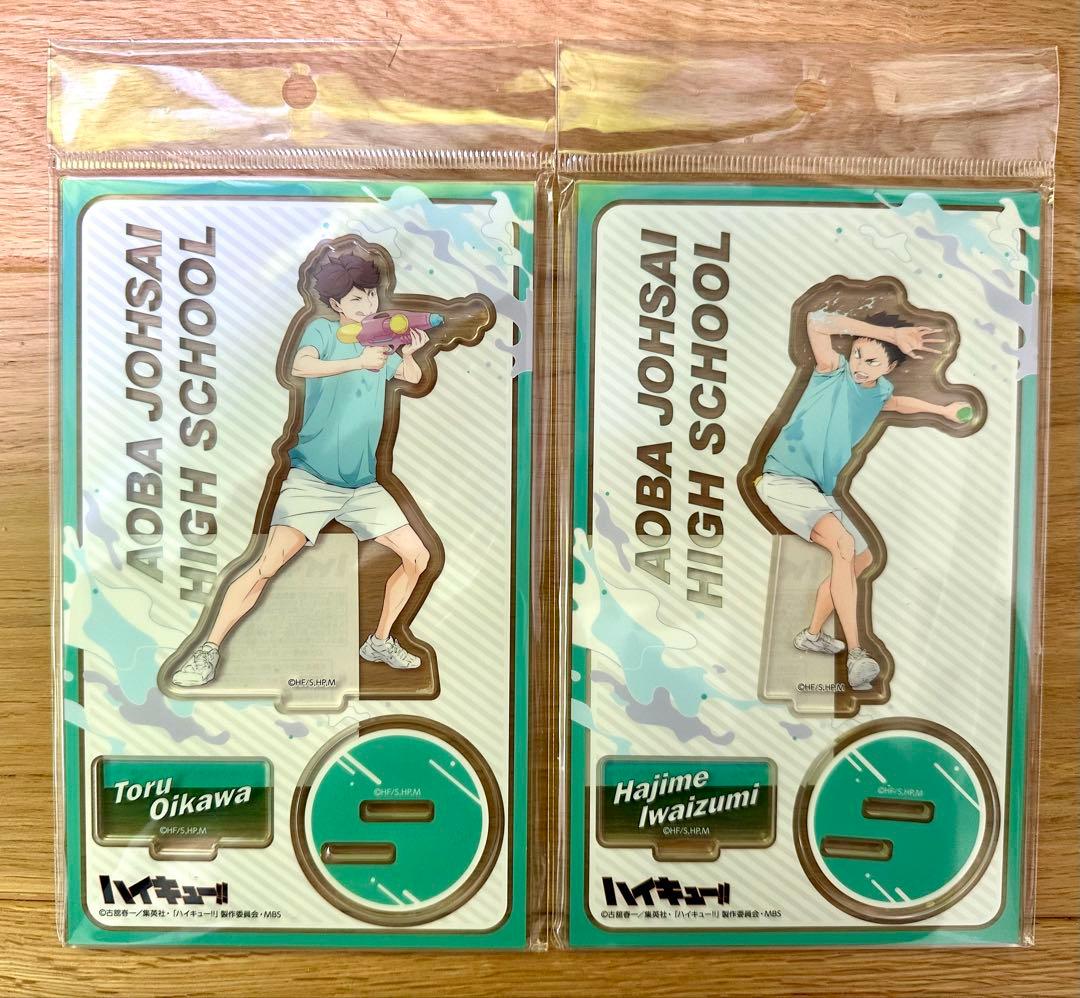 AOBA JOHSAI
HIGH SCHOOL
©HF/S,HP,M
Toru
Oikawa
©HF/S,HP,M
©HF/S,HP,M
ハイキュー!!
©古舘春一／集英社・「ハイキュー!!」製作委員会・MBS
AOBA JOHSAI
HIGH SCHOOL
©HF/S,HP,M
Hajime
Iwaizumi
©HF/S,HP,M
©HF/S,HP,M
ハイキュー!!
©古舘春一／集英社・「ハイキュー!!」製作委員会・MBS